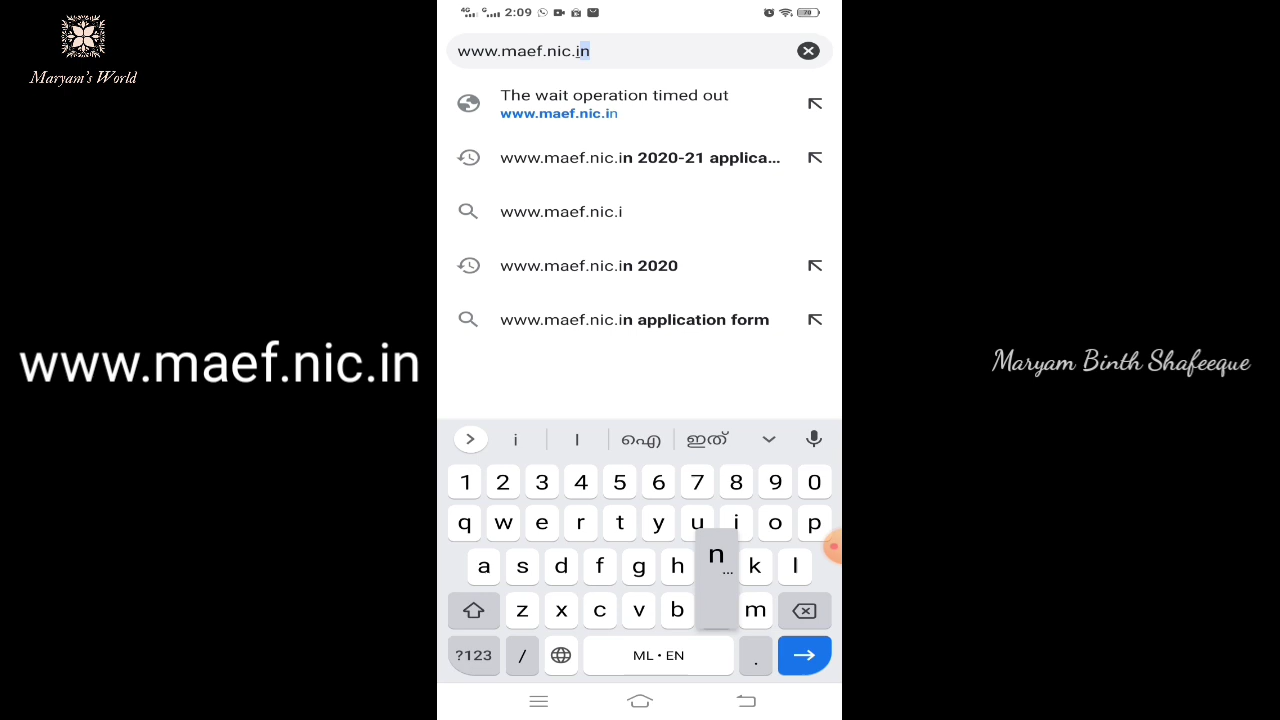 Maryam's World
www.maef.nic.in
Maryam Binth Shafeeque
4G G 2:09 70
www.maef.nic.in
The wait operation timed out
www.maef.nic.in
www.maef.nic.in 2020-21 applica...
www.maef.nic.i
www.maef.nic.in 2020
www.maef.nic.in application form
i I ഐ ഇത്
1 2 3 4 5 6 7 8 9 0
q w e r t y u i o p
a s d f g h n... k l
z x c v b m
?123 / ML • EN .